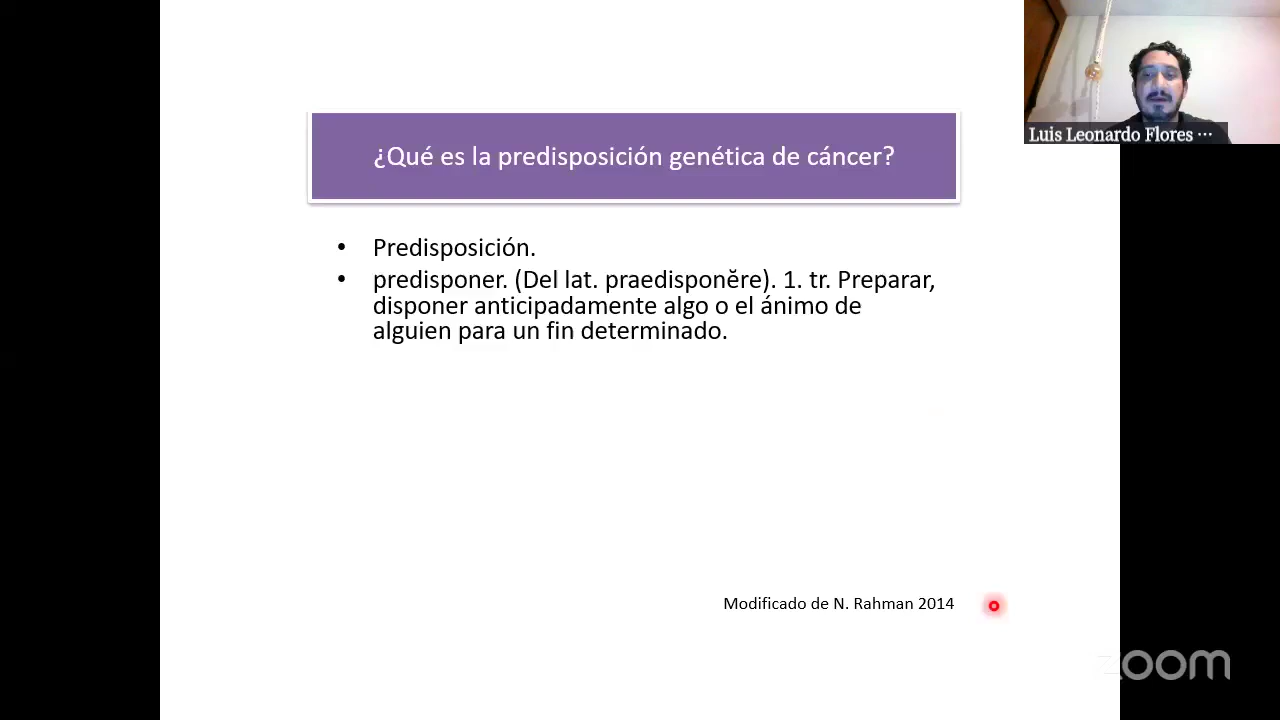 ¿Qué es la predisposición genética de cáncer?
Luis Leonardo Flores ···
• Predisposición.
• predisponer. (Del lat. praedisponĕre). 1. tr. Preparar,
disponer anticipadamente algo o el ánimo de
alguien para un fin determinado.
Modificado de N. Rahman 2014
zoom